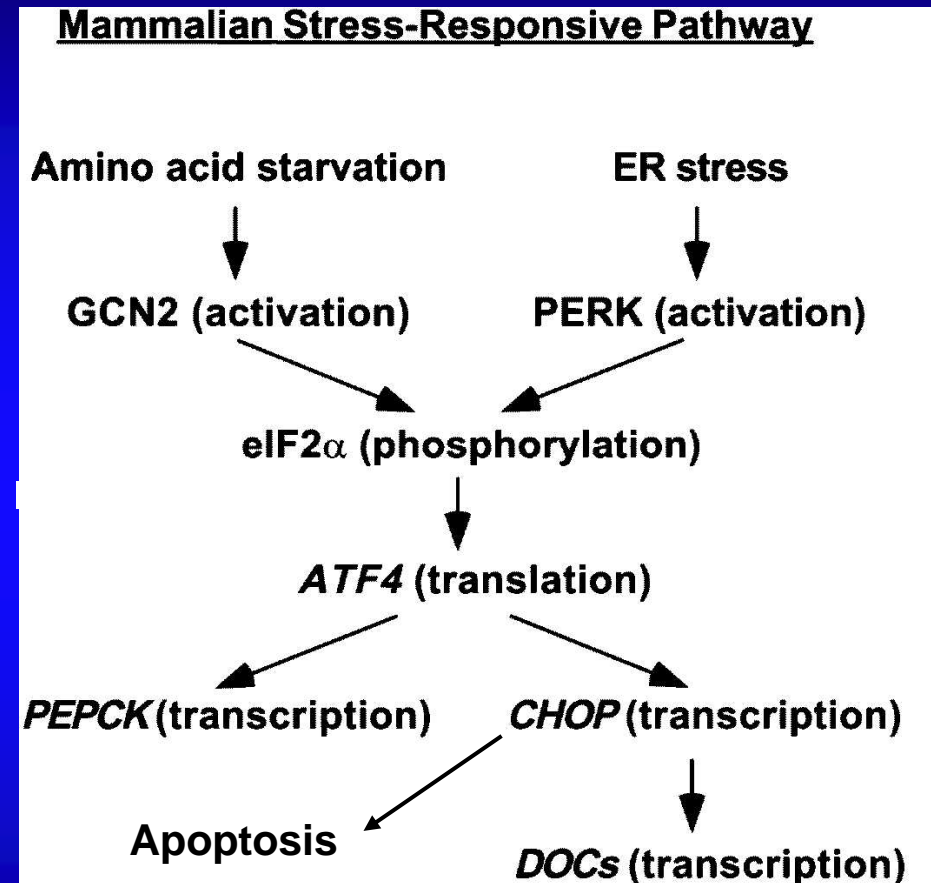 Mammalian Stress-Responsive Pathway
Amino acid starvation ER stress
GCN2 (activation) PERK (activation)
eIF2α (phosphorylation)
ATF4 (translation)
PEPCK (transcription) CHOP (transcription)
Apoptosis
DOCs (transcription)